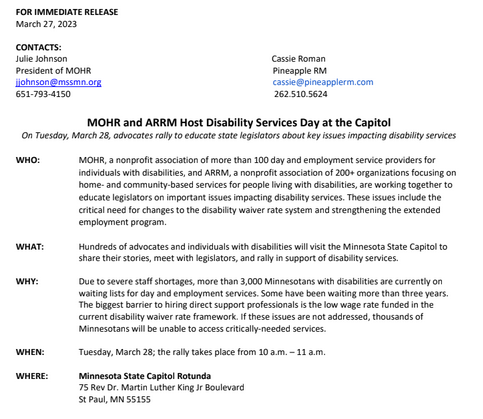 FOR IMMEDIATE RELEASE
March 27, 2023
CONTACTS:
Julie Johnson Cassie Roman
President of MOHR Pineapple RM
jjohnson@mssmn.org cassie@pineapplerm.com
651-793-4150 262.510.5624
MOHR and ARRM Host Disability Services Day at the Capitol
On Tuesday, March 28, advocates rally to educate state legislators about key issues impacting disability services
WHO: MOHR, a nonprofit association of more than 100 day and employment service providers for
individuals with disabilities, and ARRM, a nonprofit association of 200+ organizations focusing on
home- and community-based services for people living with disabilities, are working together to
educate legislators on important issues impacting disability services. These issues include the
critical need for changes to the disability waiver rate system and strengthening the extended
employment program.
WHAT: Hundreds of advocates and individuals with disabilities will visit the Minnesota State Capitol to
share their stories, meet with legislators, and rally in support of disability services.
WHY: Due to severe staff shortages, more than 3,000 Minnesotans with disabilities are currently on
waiting lists for day and employment services. Some have been waiting more than three years.
The biggest barrier to hiring direct support professionals is the low wage rate funded in the
current disability waiver rate framework. If these issues are not addressed, thousands of
Minnesotans will be unable to access critically-needed services.
WHEN: Tuesday, March 28; the rally takes place from 10 a.m. – 11 a.m.
WHERE: Minnesota State Capitol Rotunda
75 Rev Dr. Martin Luther King Jr Boulevard
St Paul, MN 55155